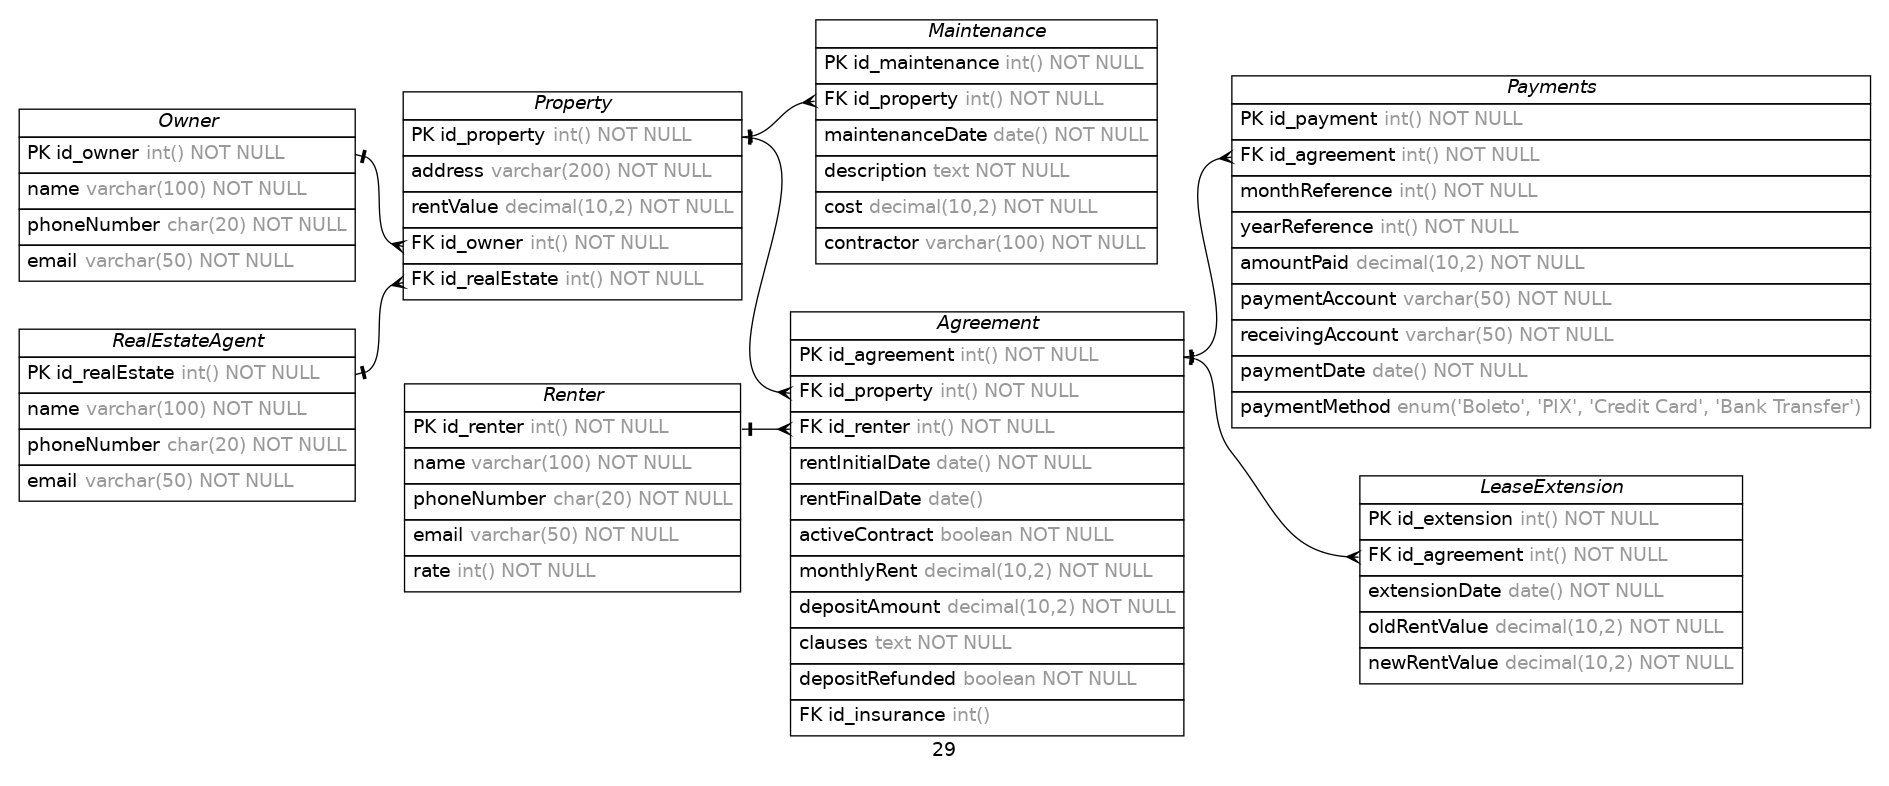 Owner
PK id_owner int() NOT NULL
name varchar(100) NOT NULL
phoneNumber char(20) NOT NULL
email varchar(50) NOT NULL
RealEstateAgent
PK id_realEstate int() NOT NULL
name varchar(100) NOT NULL
phoneNumber char(20) NOT NULL
email varchar(50) NOT NULL
Property
PK id_property int() NOT NULL
address varchar(200) NOT NULL
rentValue decimal(10,2) NOT NULL
FK id_owner int() NOT NULL
FK id_realEstate int() NOT NULL
Renter
PK id_renter int() NOT NULL
name varchar(100) NOT NULL
phoneNumber char(20) NOT NULL
email varchar(50) NOT NULL
rate int() NOT NULL
Maintenance
PK id_maintenance int() NOT NULL
FK id_property int() NOT NULL
maintenanceDate date() NOT NULL
description text NOT NULL
cost decimal(10,2) NOT NULL
contractor varchar(100) NOT NULL
Agreement
PK id_agreement int() NOT NULL
FK id_property int() NOT NULL
FK id_renter int() NOT NULL
rentInitialDate date() NOT NULL
rentFinalDate date()
activeContract boolean NOT NULL
monthlyRent decimal(10,2) NOT NULL
depositAmount decimal(10,2) NOT NULL
clauses text NOT NULL
depositRefunded boolean NOT NULL
FK id_insurance int()
Payments
PK id_payment int() NOT NULL
FK id_agreement int() NOT NULL
monthReference int() NOT NULL
yearReference int() NOT NULL
amountPaid decimal(10,2) NOT NULL
paymentAccount varchar(50) NOT NULL
receivingAccount varchar(50) NOT NULL
paymentDate date() NOT NULL
paymentMethod enum('Boleto', 'PIX', 'Credit Card', 'Bank Transfer')
LeaseExtension
PK id_extension int() NOT NULL
FK id_agreement int() NOT NULL
extensionDate date() NOT NULL
oldRentValue decimal(10,2) NOT NULL
newRentValue decimal(10,2) NOT NULL
29